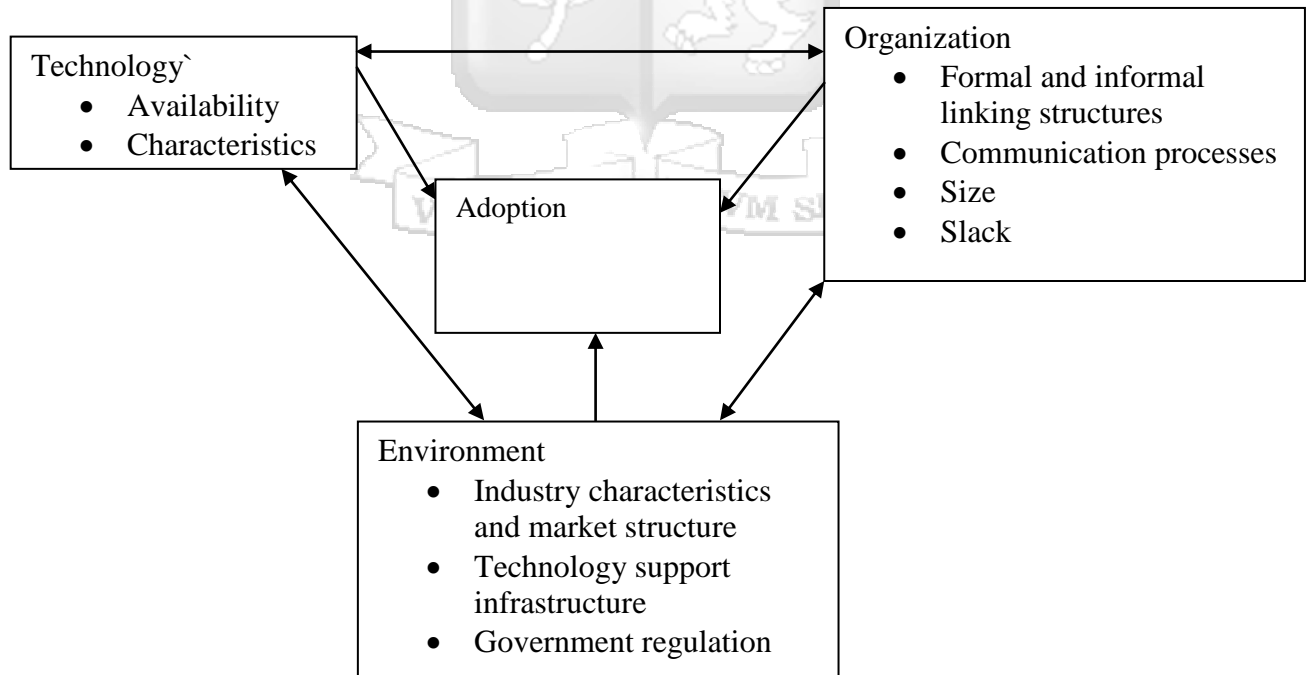 Technology`
• Availability
• Characteristics
Organization
• Formal and informal
linking structures
• Communication processes
• Size
• Slack
Adoption
Environment
• Industry characteristics
and market structure
• Technology support
infrastructure
• Government regulation